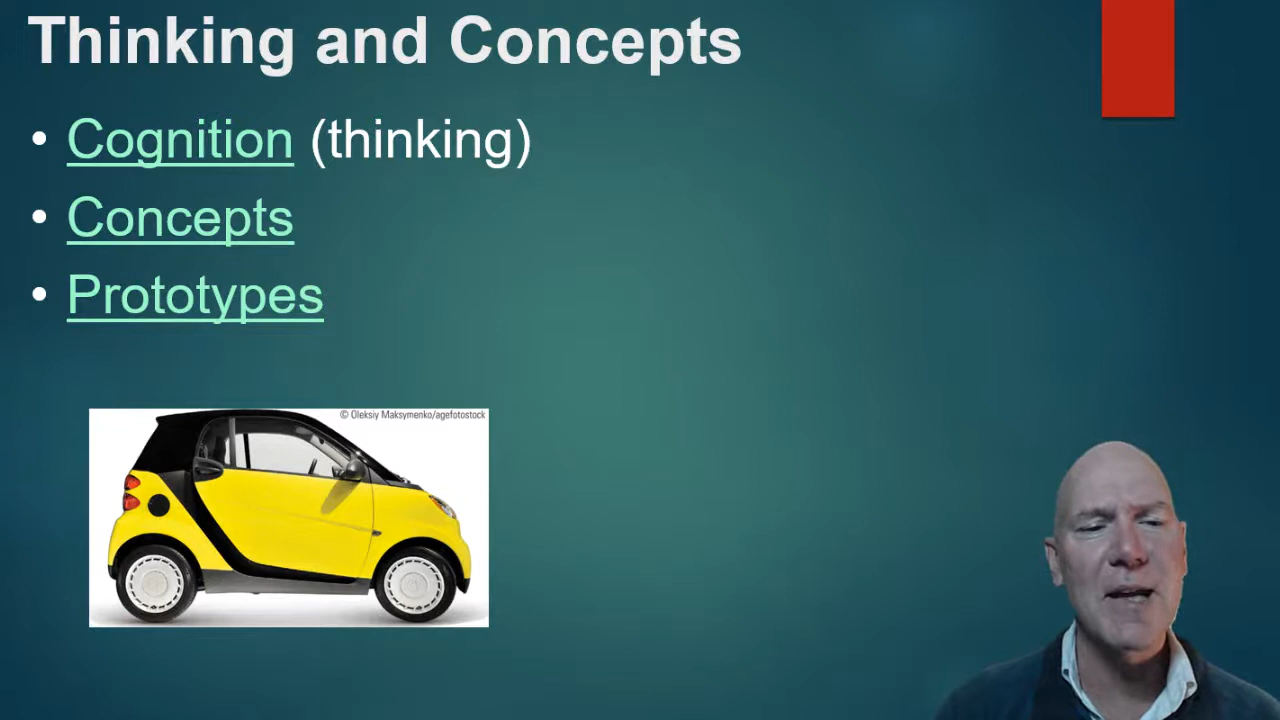 Thinking and Concepts
• Cognition (thinking)
• Concepts
• Prototypes
© Oleksiy Maksymenko/agefotostock